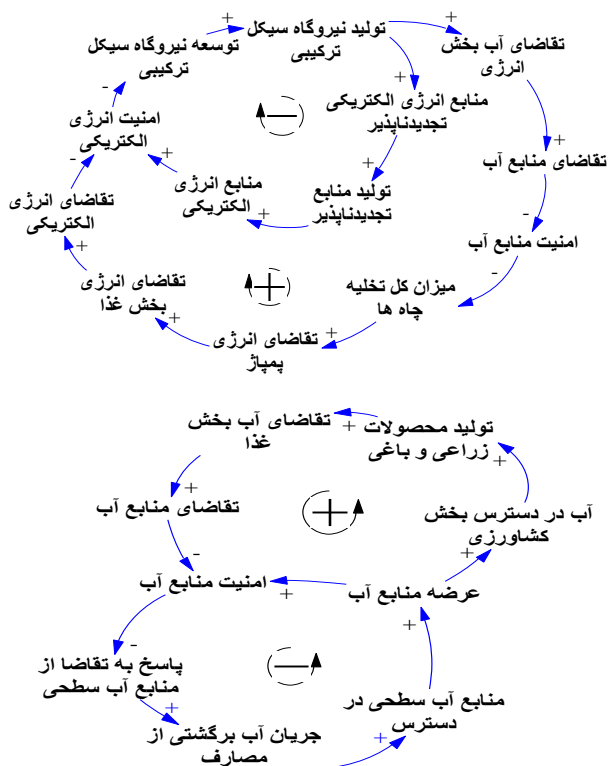 تولید نیروگاه سیکل
ترکیبی
تقاضای آب بخش
انرژی
توسعه نیروگاه سیکل
ترکیبی
منابع انرژی الکتریکی
تجدیدناپذیر
امنیت انرژی
الکتریکی
تقاضای منابع آب
تولید منابع
تجدیدناپذیر
منابع انرژی
الکتریکی
تقاضای انرژی
الکتریکی
امنیت منابع آب
میزان کل تخلیه
چاه ها
تقاضای انرژی
بخش غذا
تقاضای انرژی
پمپاژ
تولید محصولات
زراعی و باغی
تقاضای آب بخش
غذا
آب در دسترس بخش
کشاورزی
تقاضای منابع آب
عرضه منابع آب
امنیت منابع آب
پاسخ به تقاضا از
منابع آب سطحی
منابع آب سطحی در
دسترس
جریان آب برگشتی از
مصارف